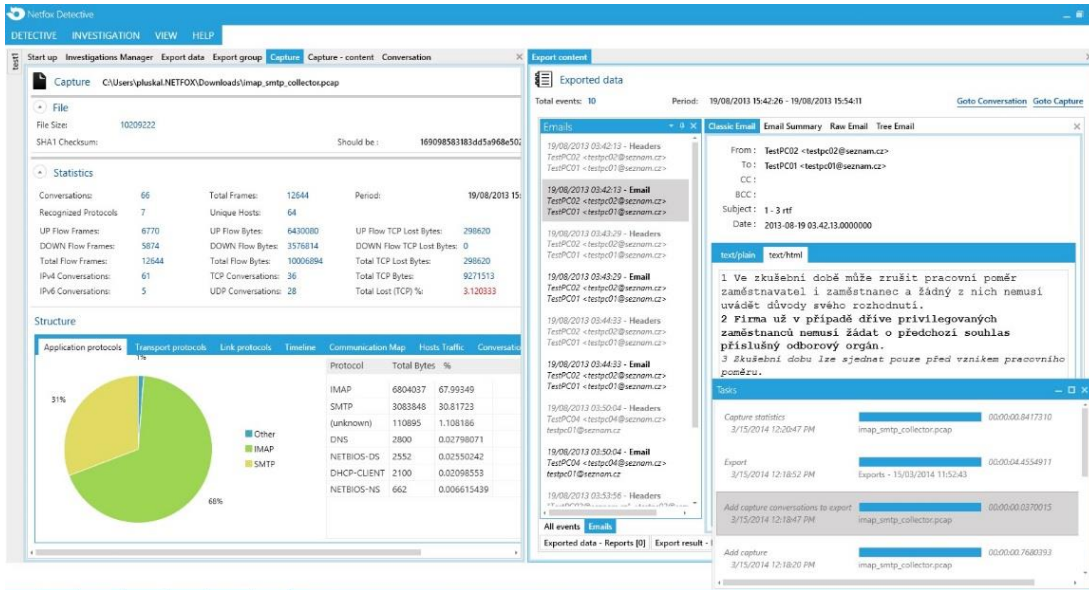 Netfox Detective
DETECTIVE INVESTIGATION VIEW HELP
test1
Start up Investigations Manager Export data Export group Capture Capture - content Conversation
Capture C:\Users\pluskal.NETFOX\Downloads\imap_smtp_collector.pcap
File
File Size: 10209222
SHA1 Checksum: Should be : 169098583183dd5a968e502
Statistics
Conversations: 66 Total Frames: 12644 Period: 19/08/2013 15:
Recognized Protocols 7 Unique Hosts: 64
UP Flow Frames: 6770 UP Flow Bytes: 6430080 UP Flow TCP Lost Bytes: 298620
DOWN Flow Frames: 5874 DOWN Flow Bytes: 3576814 DOWN Flow TCP Lost Bytes: 0
Total Flow Frames: 12644 Total Flow Bytes: 10006894 Total TCP Lost Bytes: 298620
IPv4 Conversations: 61 TCP Conversations: 36 Total TCP Bytes: 9271513
IPv6 Conversations: 5 UDP Conversations: 28 Total Lost (TCP) %: 3.120333
Structure
Application protocols Transport protocols Link protocols Timeline Communication Map Hosts Traffic Conversatio
1%
31%
68%
Other
IMAP
SMTP
Protocol Total Bytes %
IMAP 6804037 67.99349
SMTP 3083848 30.81723
(unknown) 110895 1.108186
DNS 2800 0.02798071
NETBIOS-DS 2552 0.02550242
DHCP-CLIENT 2100 0.02098553
NETBIOS-NS 662 0.006615439
Export content
Exported data
Total events: 10 Period: 19/08/2013 15:42:26 - 19/08/2013 15:54:11 Goto Conversation Goto Capture
Emails
19/08/2013 03:42:13 - Headers
TestPC02 <testpc02@seznam.cz>
TestPC01 <testpc01@seznam.cz>
19/08/2013 03:42:13 - Email
TestPC02 <testpc02@seznam.cz>
TestPC01 <testpc01@seznam.cz>
19/08/2013 03:43:29 - Headers
TestPC02 <testpc02@seznam.cz>
TestPC01 <testpc01@seznam.cz>
19/08/2013 03:43:29 - Email
TestPC02 <testpc02@seznam.cz>
TestPC01 <testpc01@seznam.cz>
19/08/2013 03:44:33 - Headers
TestPC02 <testpc02@seznam.cz>
TestPC01 <testpc01@seznam.cz>
19/08/2013 03:44:33 - Email
TestPC02 <testpc02@seznam.cz>
TestPC01 <testpc01@seznam.cz>
19/08/2013 03:50:04 - Headers
TestPC04 <testpc04@seznam.cz>
testpc01@seznam.cz
19/08/2013 03:50:04 - Email
TestPC04 <testpc04@seznam.cz>
testpc01@seznam.cz
19/08/2013 03:53:56 - Headers
All events Emails
Exported data - Reports [0] Export result -
Classic Email Email Summary Raw Email Tree Email
From : TestPC02 <testpc02@seznam.cz>
To : TestPC01 <testpc01@seznam.cz>
CC :
BCC :
Subject : 1 - 3 rtf
Date : 2013-08-19 03.42.13.0000000
text/plain text/html
1 Ve zkušební době může zrušit pracovní poměr
zaměstnavatel i zaměstnanec a žádný z nich nemusí
uvádět důvody svého rozhodnutí.
2 Firma už v případě dříve privilegovaných
zaměstnanců nemusí žádat o předchozí souhlas
příslušný odborový orgán.
3 Zkušební dobu lze sjednat pouze před vznikem pracovního
poměru.
Tasks
Capture statistics 00:00:00.8417310
3/15/2014 12:20:47 PM imap_smtp_collector.pcap
Export 00:00:04.4554911
3/15/2014 12:18:52 PM Exports - 15/03/2014 11:52:43
Add capture conversations to export 00:00:00.0370015
3/15/2014 12:18:47 PM imap_smtp_collector.pcap
Add capture 00:00:00.7680393
3/15/2014 12:18:20 PM imap_smtp_collector.pcap